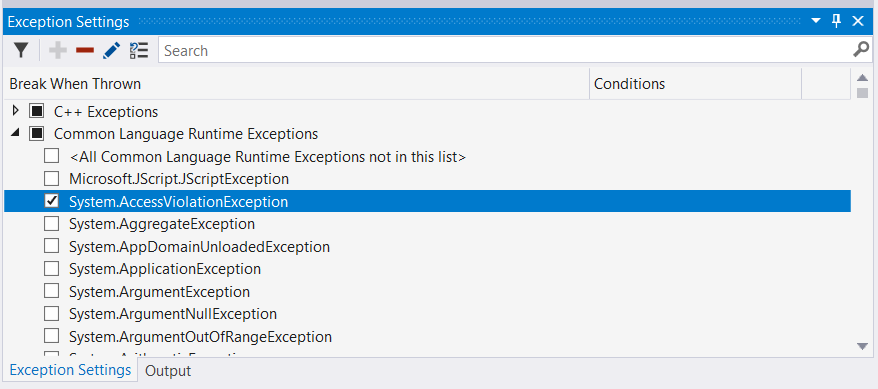 Exception Settings
Search
Break When Thrown Conditions
C++ Exceptions
Common Language Runtime Exceptions
<All Common Language Runtime Exceptions not in this list>
Microsoft.JScript.JScriptException
System.AccessViolationException
System.AggregateException
System.AppDomainUnloadedException
System.ApplicationException
System.ArgumentException
System.ArgumentNullException
System.ArgumentOutOfRangeException
Exception Settings Output